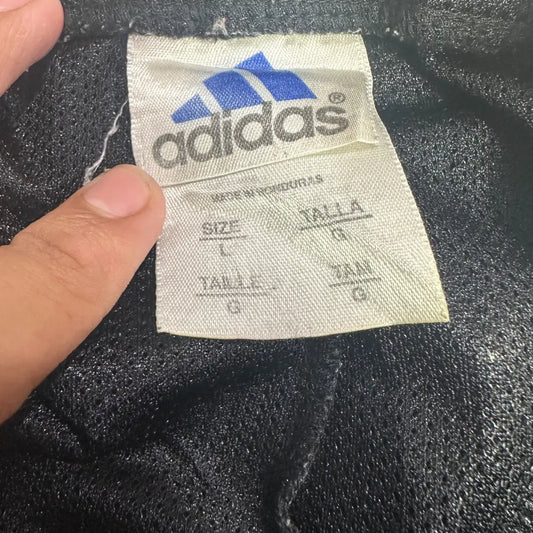 adidas®
MADE IN HONDURAS
SIZE TALLA
L G
TAILLE TAM
G G